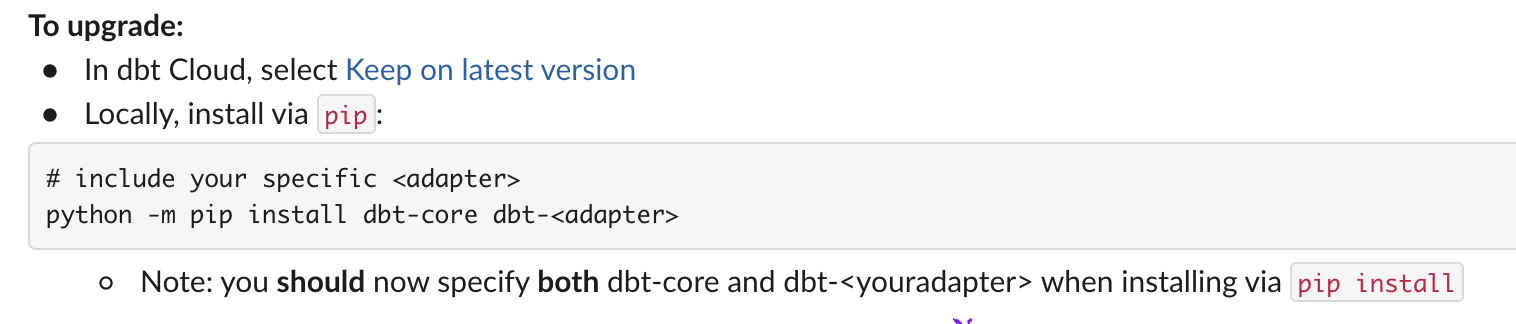 To upgrade:
● In dbt Cloud, select Keep on latest version
● Locally, install via pip:
# include your specific <adapter>
python -m pip install dbt-core dbt-<adapter>
○ Note: you should now specify both dbt-core and dbt-<youradapter> when installing via pip install